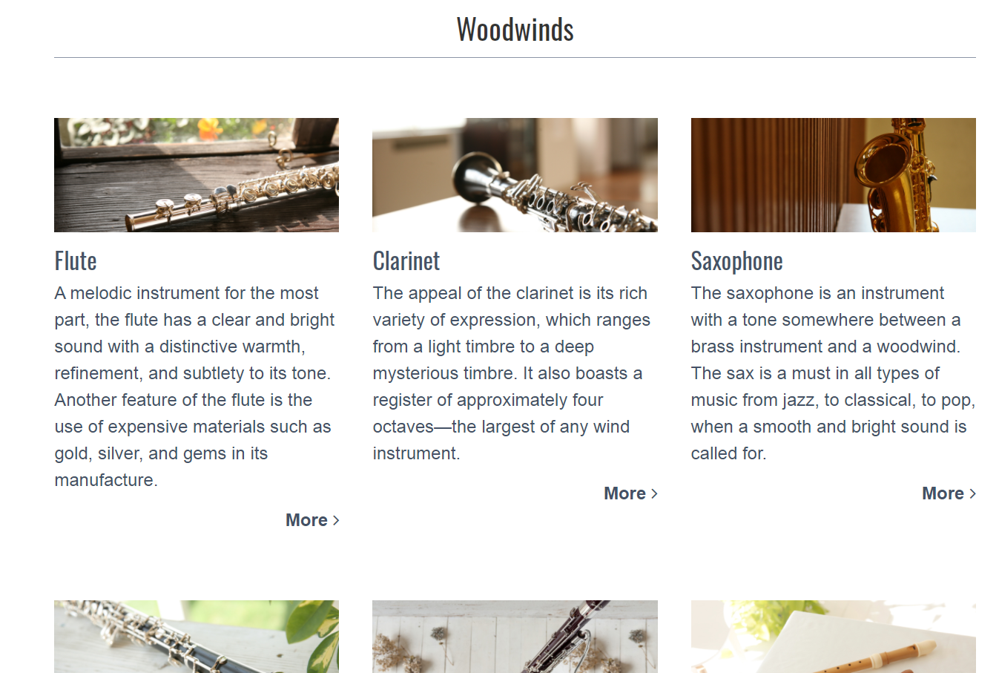 Woodwinds
Flute
A melodic instrument for the most
part, the flute has a clear and bright
sound with a distinctive warmth,
refinement, and subtlety to its tone.
Another feature of the flute is the
use of expensive materials such as
gold, silver, and gems in its
manufacture.
More
Clarinet
The appeal of the clarinet is its rich
variety of expression, which ranges
from a light timbre to a deep
mysterious timbre. It also boasts a
register of approximately four
octaves—the largest of any wind
instrument.
More
Saxophone
The saxophone is an instrument
with a tone somewhere between a
brass instrument and a woodwind.
The sax is a must in all types of
music from jazz, to classical, to pop,
when a smooth and bright sound is
called for.
More